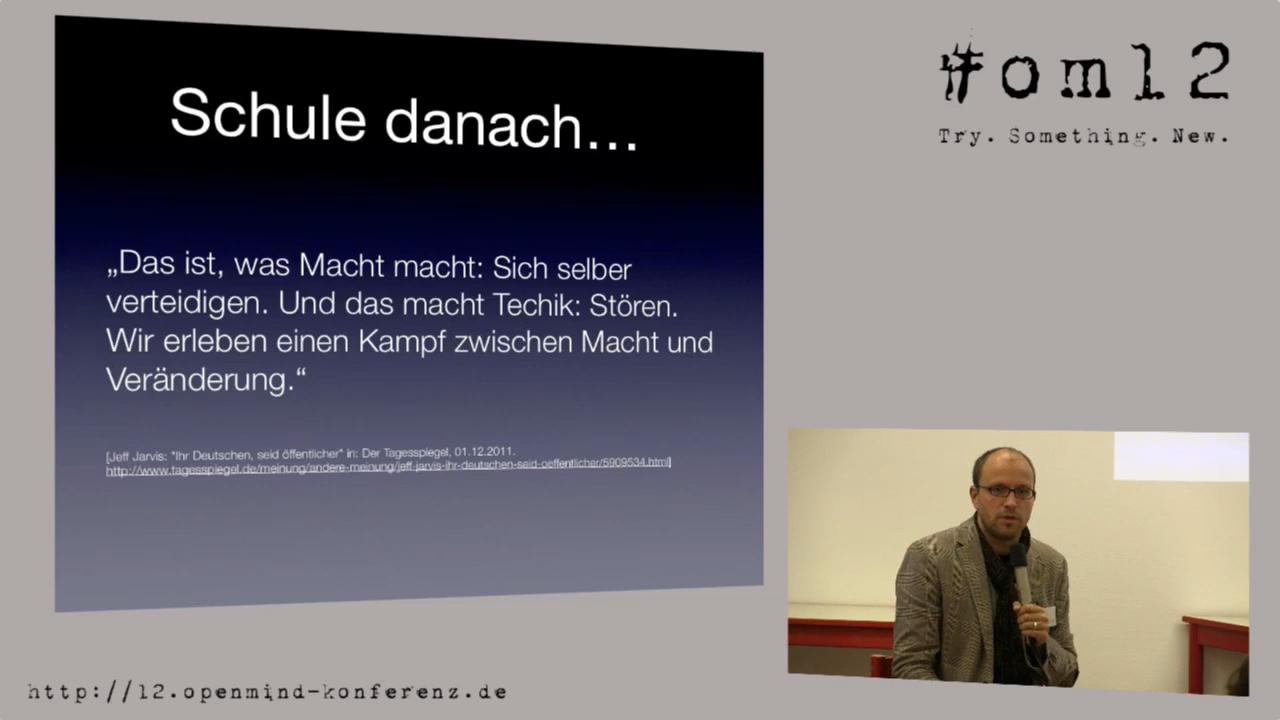 Schule danach...
„Das ist, was Macht macht: Sich selber
verteidigen. Und das macht Techik: Stören.
Wir erleben einen Kampf zwischen Macht und
Veränderung.“
[Jeff Jarvis: "Ihr Deutschen, seid öffentlicher" in: Der Tagesspiegel, 01.12.2011.
http://www.tagesspiegel.de/meinung/andere-meinung/jeff-jarvis-ihr-deutschen-seid-oeffentlicher/5909534.html]
#om12
Try. Something. New.
http://12.openmind-konferenz.de